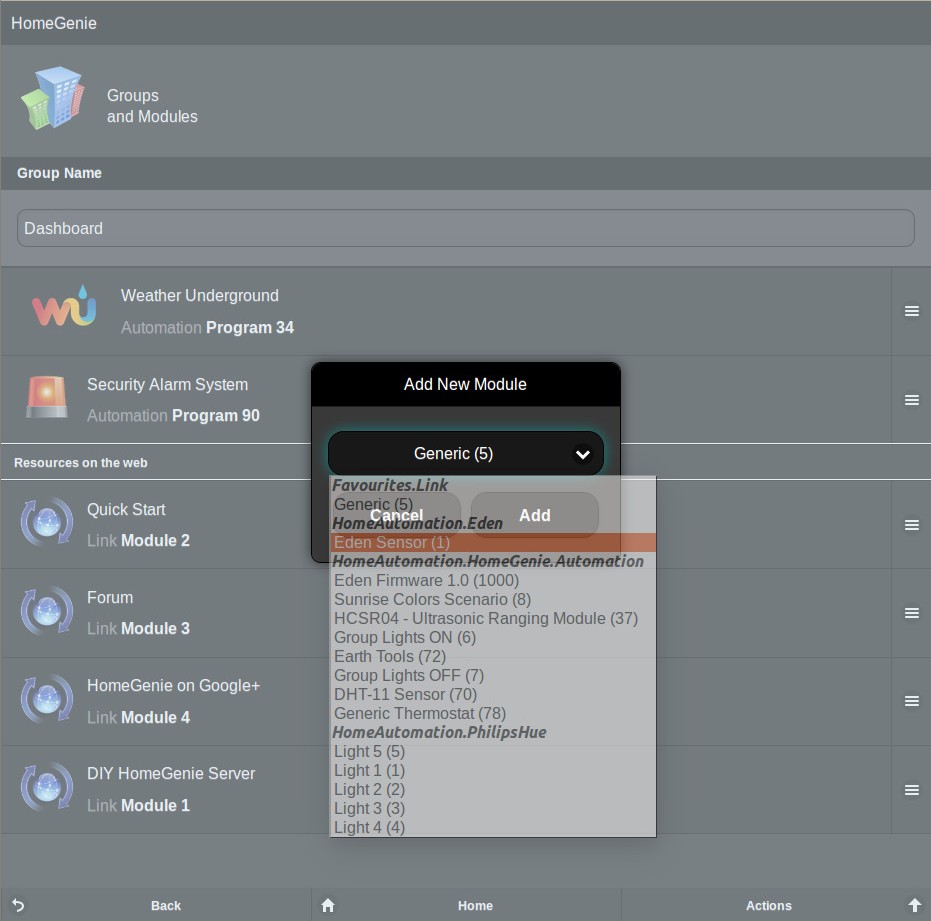 HomeGenie
Groups
and Modules
Group Name
Dashboard
Weather Underground
Automation Program 34
Security Alarm System
Automation Program 90
Resources on the web
Quick Start
Link Module 2
Forum
Link Module 3
HomeGenie on Google+
Link Module 4
DIY HomeGenie Server
Link Module 1
Add New Module
Generic (5)
Cancel
Add
Favourites.Link
Generic (5)
HomeAutomation.Eden
Eden Sensor (1)
HomeAutomation.HomeGenie.Automation
Eden Firmware 1.0 (1000)
Sunrise Colors Scenario (8)
HCSR04 - Ultrasonic Ranging Module (37)
Group Lights ON (6)
Earth Tools (72)
Group Lights OFF (7)
DHT-11 Sensor (70)
Generic Thermostat (78)
HomeAutomation.PhilipsHue
Light 5 (5)
Light 1 (1)
Light 2 (2)
Light 3 (3)
Light 4 (4)
Back
Home
Actions